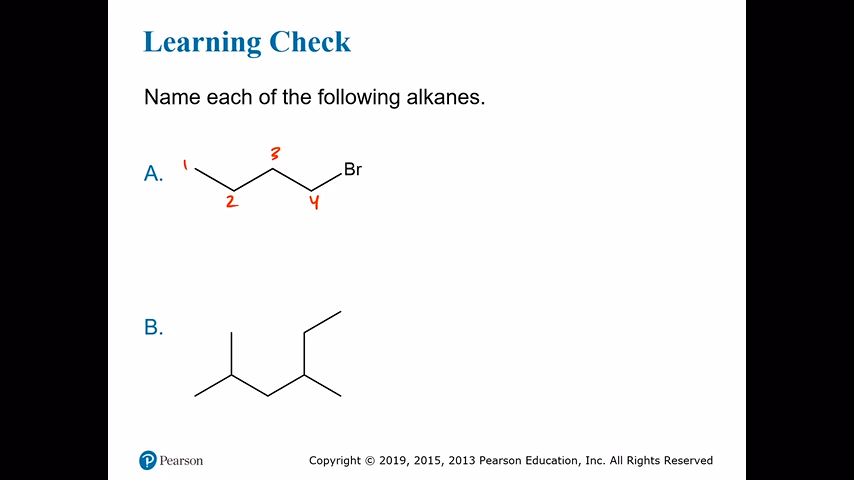 Learning Check
Name each of the following alkanes.
A.
1
2
3
4
Br
B.
Pearson
Copyright © 2019, 2015, 2013 Pearson Education, Inc. All Rights Reserved